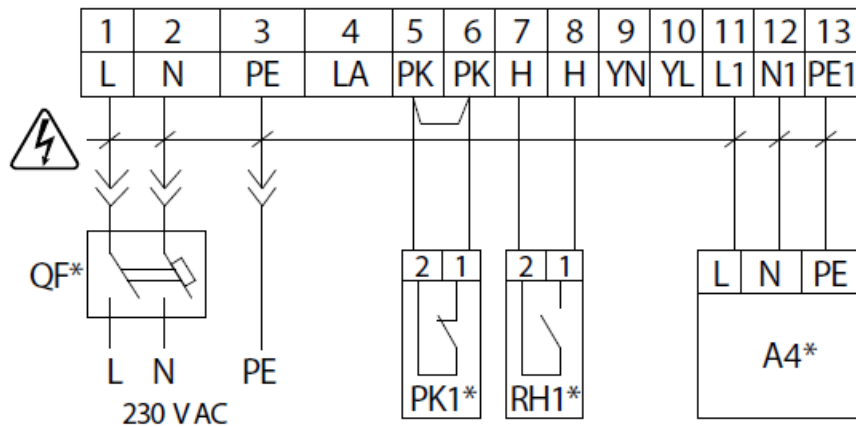 1 2 3 4 5 6 7 8 9 10 11 12 13
L N PE LA PK PK H H YN YL L1 N1 PE1
2 1 2 1 L N PE
QF*
A4*
L N PE PK1* RH1*
230 V AC